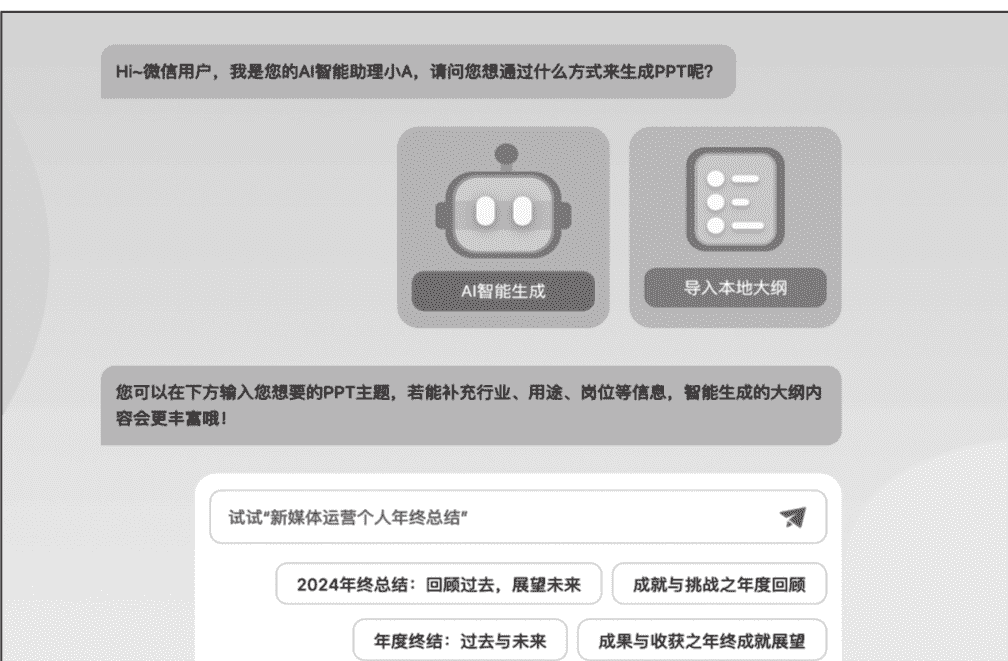 Hi~微信用户，我是您的AI智能助理小A，请问您想通过什么方式来生成PPT呢？
AI智能生成
导入本地大纲
您可以在下方输入您想要的PPT主题，若能补充行业、用途、岗位等信息，智能生成的大纲内
容会更丰富哦！
试试“新媒体运营个人年终总结”
2024年终总结：回顾过去，展望未来
成就与挑战之年度回顾
年度终结：过去与未来
成果与收获之年终成就展望